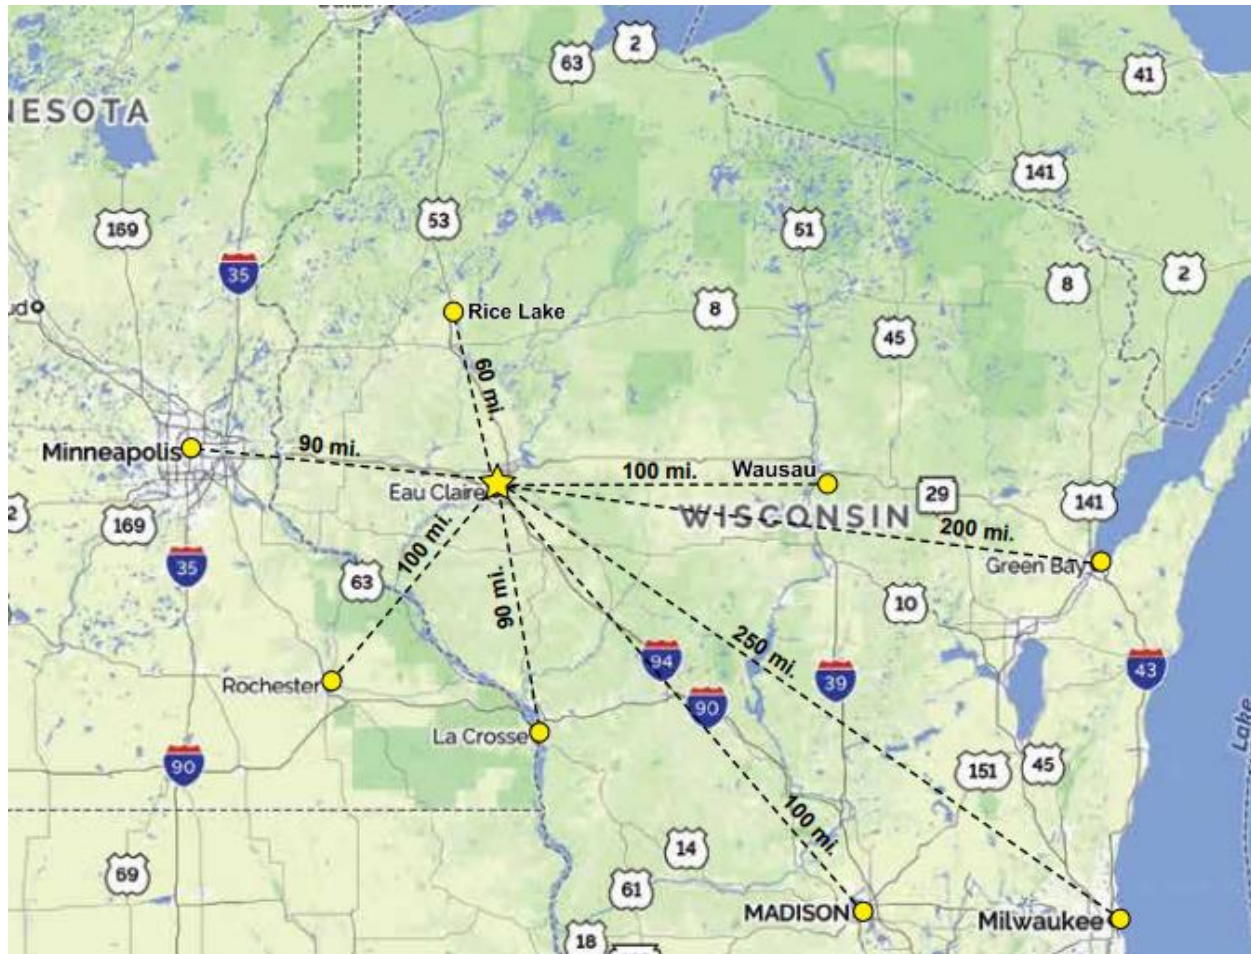 63
2
41
NESOTA
141
169
53
51
35
8
2
8
45
Rice Lake
60 mi.
Minneapolis
90 mi.
Eau Claire
100 mi.
Wausau
29
141
WISCONSIN
200 mi.
Green Bay
169
35
63
100 mi.
90 mi.
10
250 mi.
94
39
43
90
Rochester
La Crosse
90
151
45
Lake
100 mi.
14
69
61
MADISON
Milwaukee
18